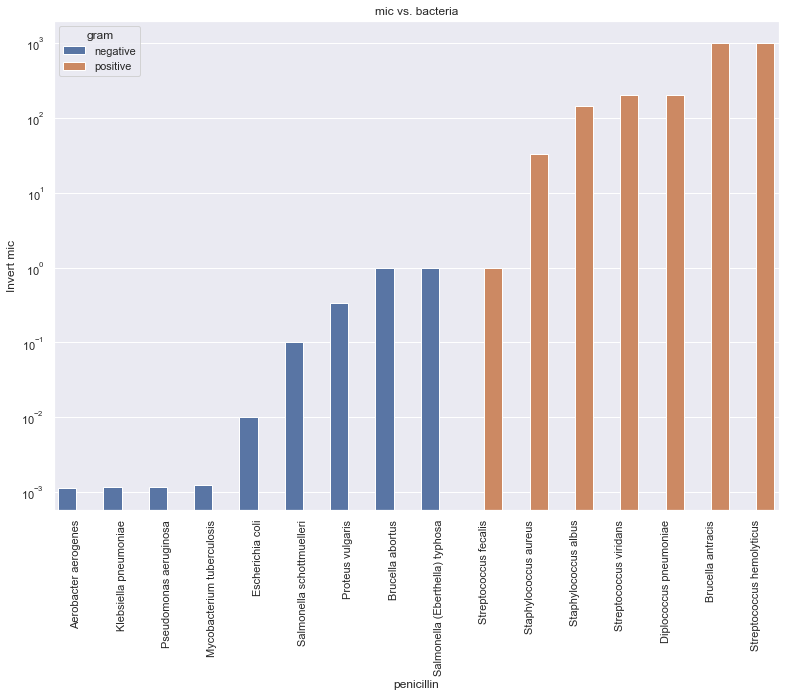 mic vs. bacteria
gram
negative
positive
Invert mic
10³
10²
10¹
10⁰
10⁻¹
10⁻²
10⁻³
Aerobacter aerogenes
Klebsiella pneumoniae
Pseudomonas aeruginosa
Mycobacterium tuberculosis
Escherichia coli
Salmonella schottmuelleri
Proteus vulgaris
Brucella abortus
Salmonella (Eberthella) typhosa
Streptococcus fecalis
Staphylococcus aureus
Staphylococcus albus
Streptococcus viridans
Diplococcus pneumoniae
Brucella antracis
Streptococcus hemolyticus
penicillin